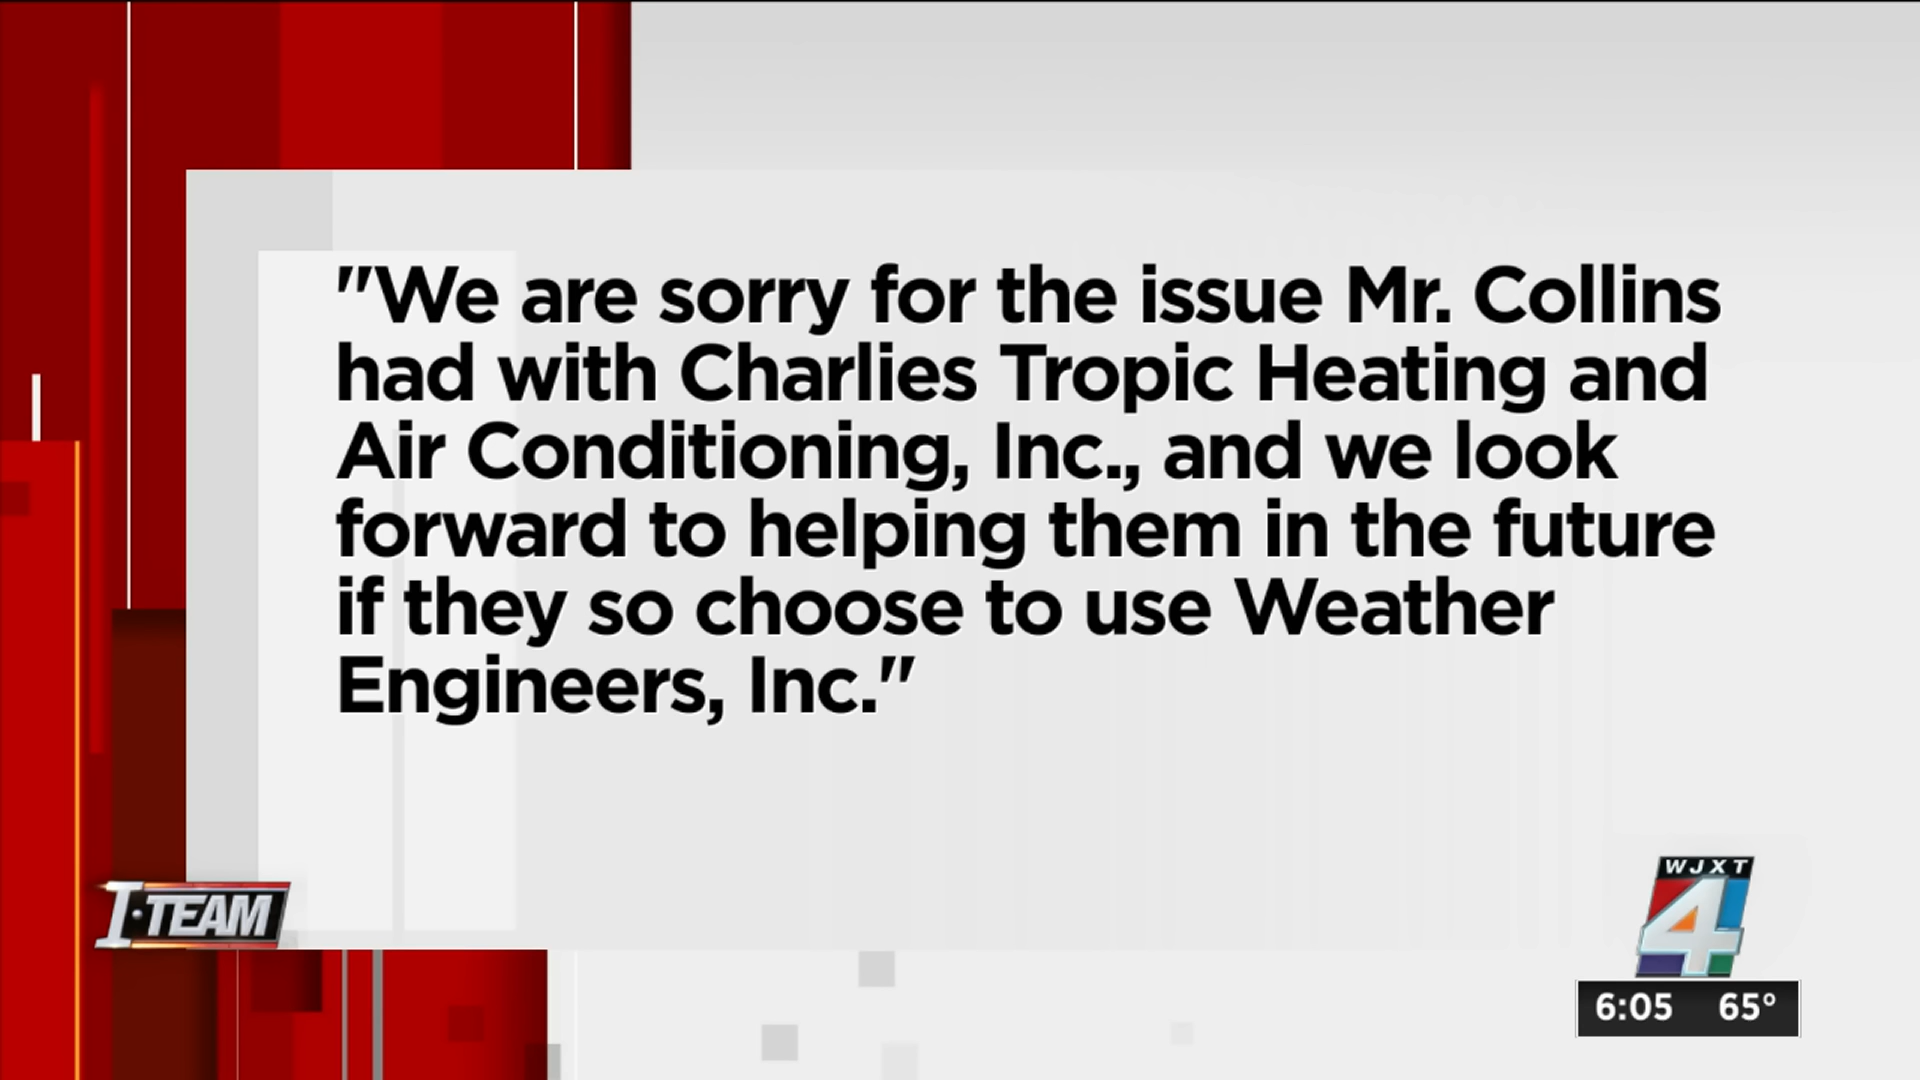 "We are sorry for the issue Mr. Collins
had with Charlies Tropic Heating and
Air Conditioning, Inc., and we look
forward to helping them in the future
if they so choose to use Weather
Engineers, Inc."
I-TEAM
WJXT
4
6:05 65°